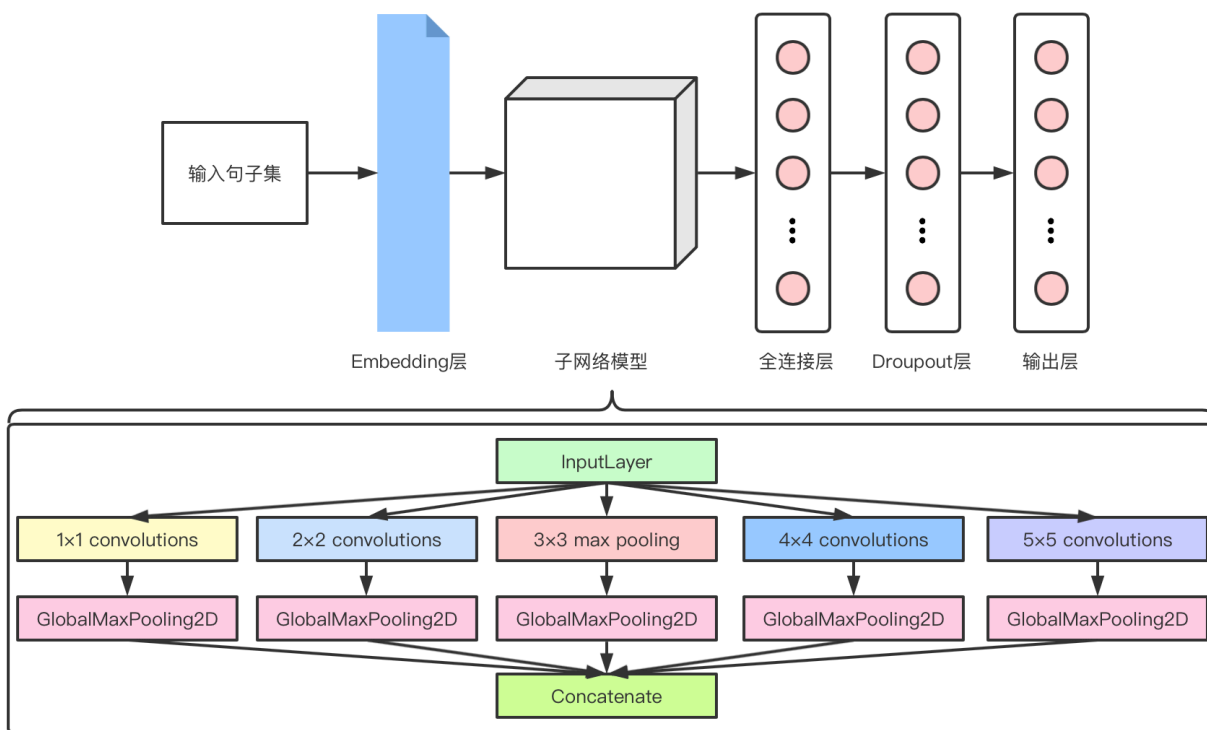 输入句子集
Embedding层
子网络模型
全连接层
Droupout层
输出层
InputLayer
1×1 convolutions
2×2 convolutions
3×3 max pooling
4×4 convolutions
5×5 convolutions
GlobalMaxPooling2D
GlobalMaxPooling2D
GlobalMaxPooling2D
GlobalMaxPooling2D
GlobalMaxPooling2D
Concatenate